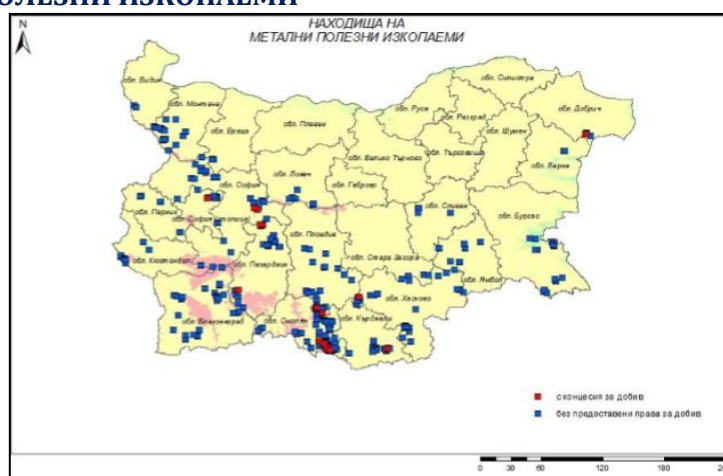 ОЛЕЗНИ ИЗКОПАЕМИ
N
НАХОДИЩА НА
МЕТАЛНИ ПОЛЕЗНИ ИЗКОПАЕМИ
обл. Видин
обл. Монтана
обл. Враца
обл. Плевен
обл. Русе
обл. Силистра
обл. Добрич
обл. Разград
обл. Шумен
обл. Варна
обл. Велико Търново
обл. Търговище
обл. Ловеч
обл. Габрово
обл. София
обл. Перник
обл. София (столица)
обл. Сливен
обл. Бургас
обл. Пловдив
обл. Стара Загора
обл. Кюстендил
обл. Пазарджик
обл. Ямбол
обл. Хасково
обл. Благоевград
обл. Смолян
обл. Кърджали
с концесия за добив
без предоставени права за добив
0 30 60 120 180